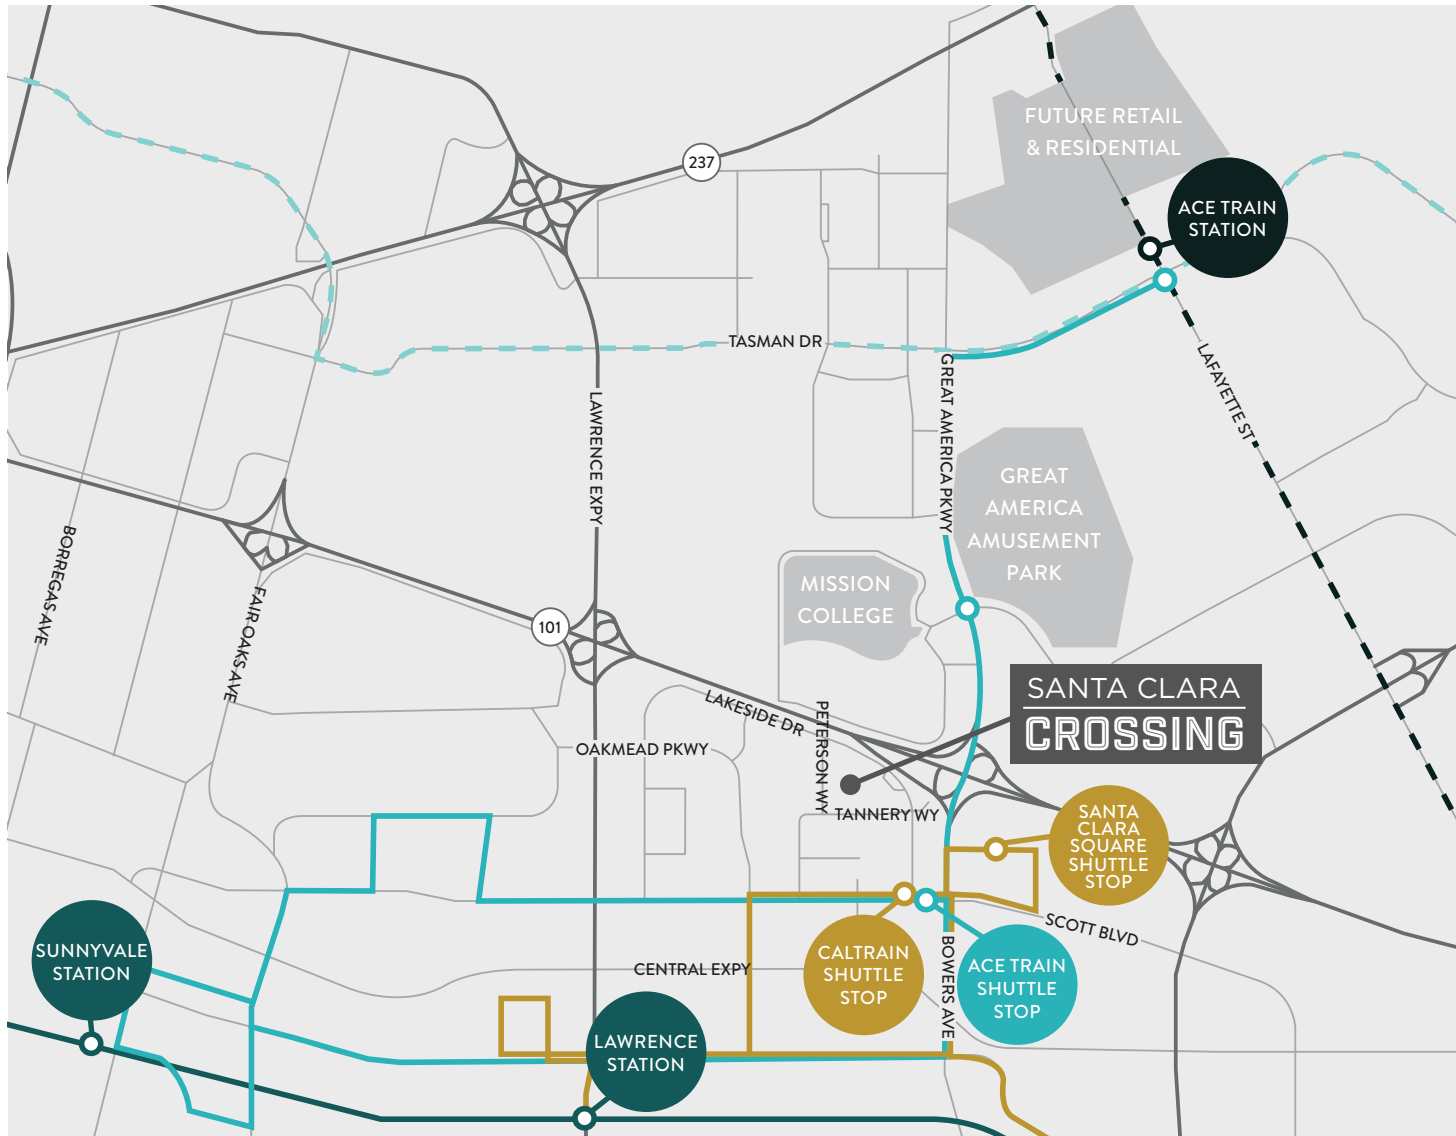 FUTURE RETAIL
& RESIDENTIAL
237
ACE TRAIN
STATION
TASMAN DR
LAFAYETTE ST
GREAT AMERICA PKWY
LAWRENCE EXPY
GREAT
AMERICA
AMUSEMENT
PARK
BORREGAS AVE
FAIR OAKS AVE
MISSION
COLLEGE
101
SANTA CLARA
CROSSING
LAKESIDE DR
PETERSON WY
OAKMEAD PKWY
TANNERY WY
SANTA
CLARA
SQUARE
SHUTTLE
STOP
SCOTT BLVD
SUNNYVALE
STATION
CENTRAL EXPY
CALTRAIN
SHUTTLE
STOP
BOWERS AVE
ACE TRAIN
SHUTTLE
STOP
LAWRENCE
STATION